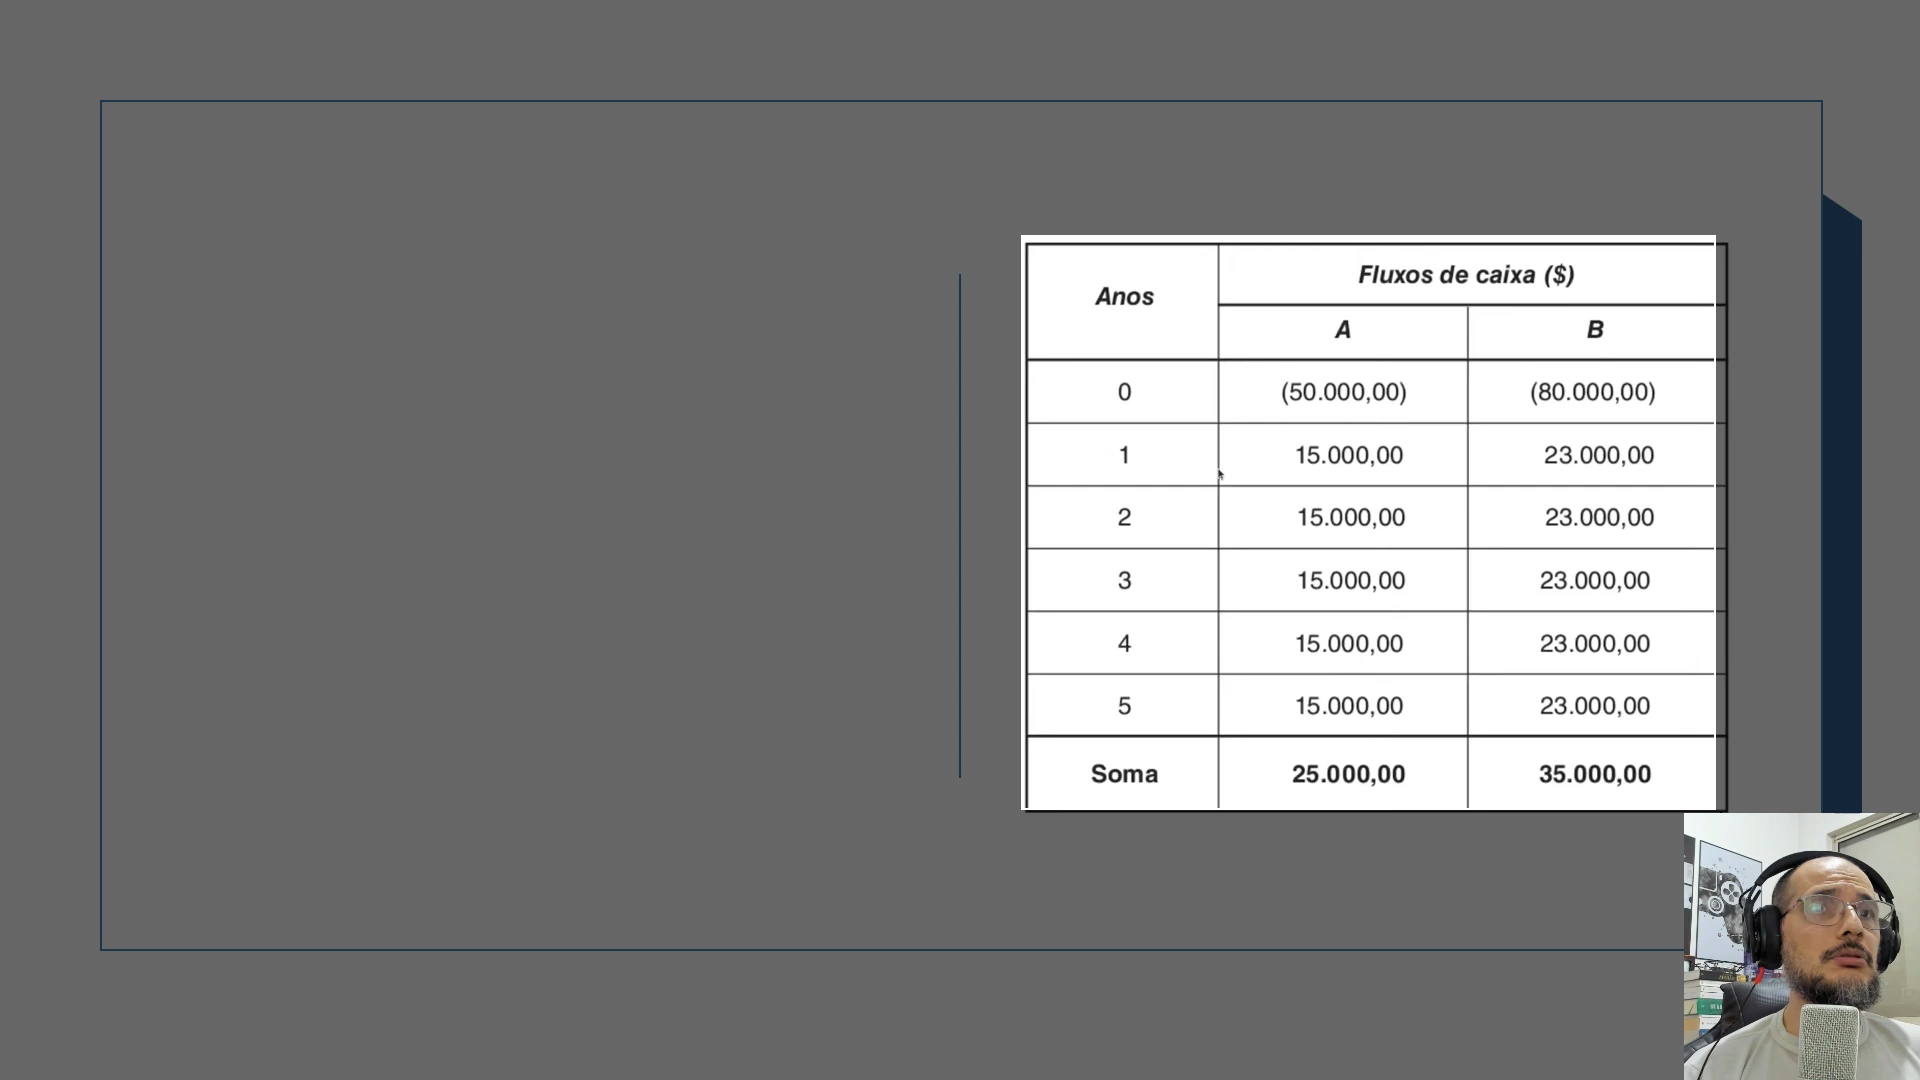 Anos Fluxos de caixa ($)
A B
0 (50.000,00) (80.000,00)
1 15.000,00 23.000,00
2 15.000,00 23.000,00
3 15.000,00 23.000,00
4 15.000,00 23.000,00
5 15.000,00 23.000,00
Soma 25.000,00 35.000,00